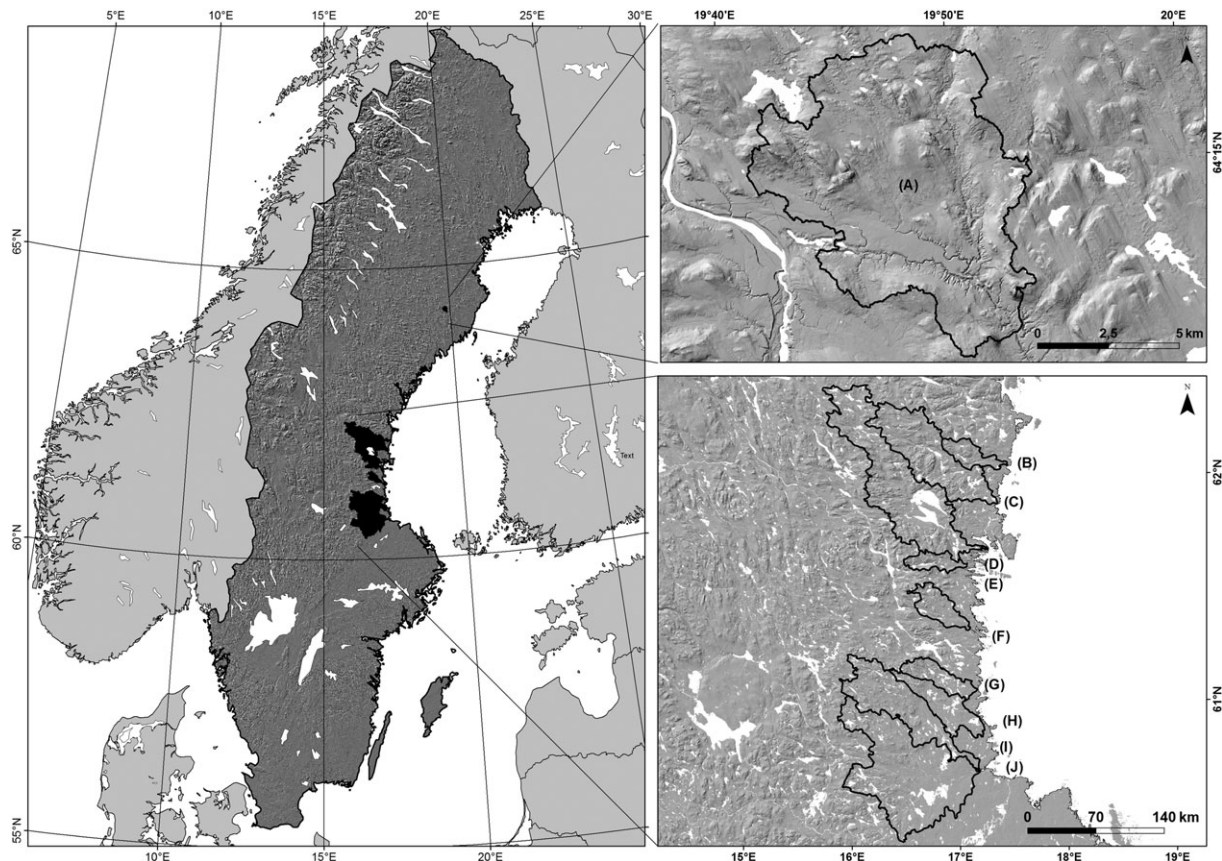 5°E 10°E 15°E 20°E 25°E 30°E
65°N
60°N
55°N
10°E 15°E 20°E
Text
19°40'E 19°50'E 20°E
N
64°15'N
(A)
0 2,5 5 km
N
(B)
(C)
(D)
(E)
(F)
(G)
(H)
(I)
(J)
62°N
61°N
0 70 140 km
15°E 16°E 17°E 18°E 19°E